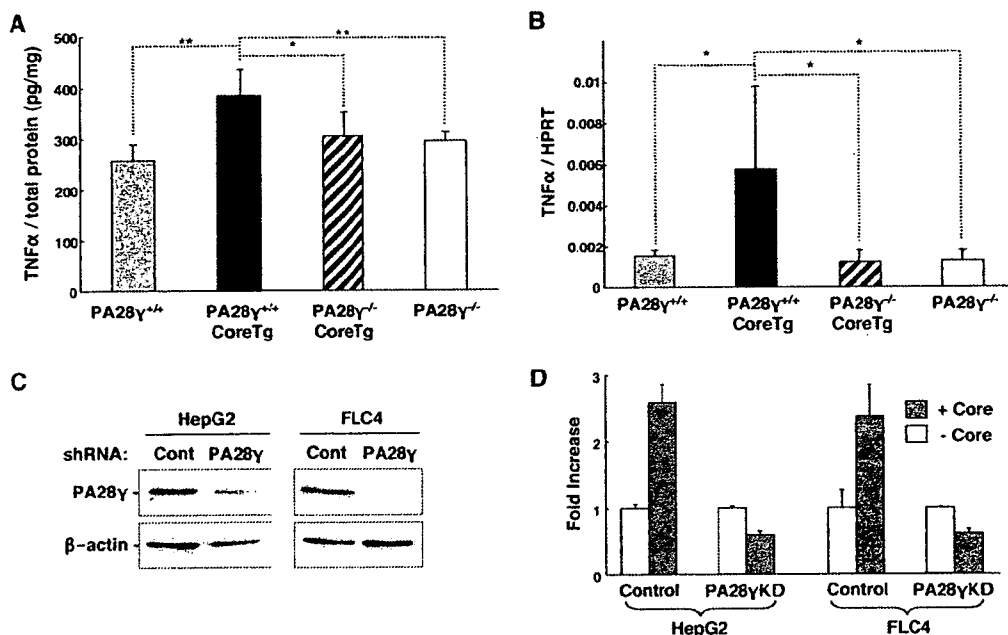 A
TNFα / total protein (pg/mg)
500
400
300
200
100
0
**
*
**
PA28γ+/+
PA28γ+/+
CoreTg
PA28γ-/-
CoreTg
PA28γ-/-
B
TNFα / HPRT
0.01
0.008
0.006
0.004
0.002
0
*
*
*
PA28γ+/+
PA28γ+/+
CoreTg
PA28γ-/-
CoreTg
PA28γ-/-
C
HepG2
FLC4
shRNA: Cont PA28γ Cont PA28γ
PA28γ
β-actin
D
Fold Increase
3
2
1
0
+ Core
- Core
Control PA28γKD Control PA28γKD
HepG2 FLC4